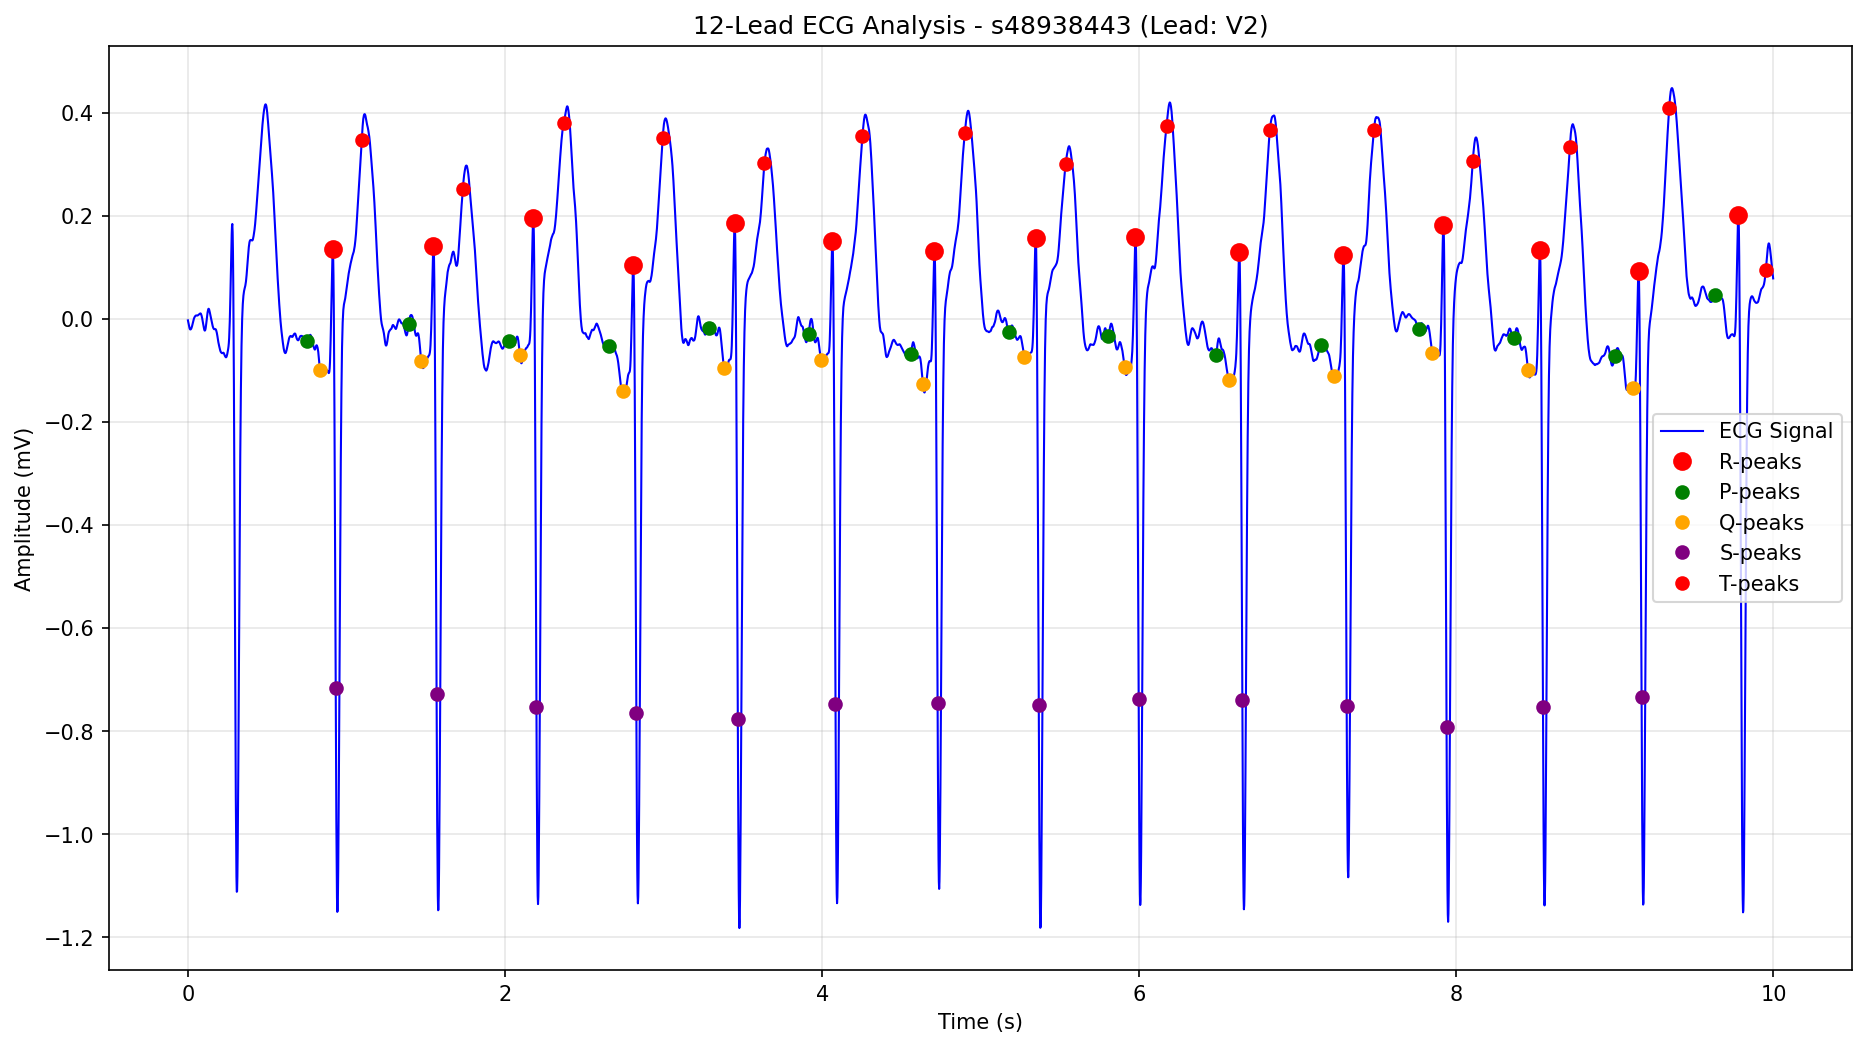 12-Lead ECG Analysis - s48938443 (Lead: V2)
0.4
0.2
0.0
−0.2
−0.4
−0.6
−0.8
−1.0
−1.2
Amplitude (mV)
ECG Signal
R-peaks
P-peaks
Q-peaks
S-peaks
T-peaks
0 2 4 6 8 10
Time (s)